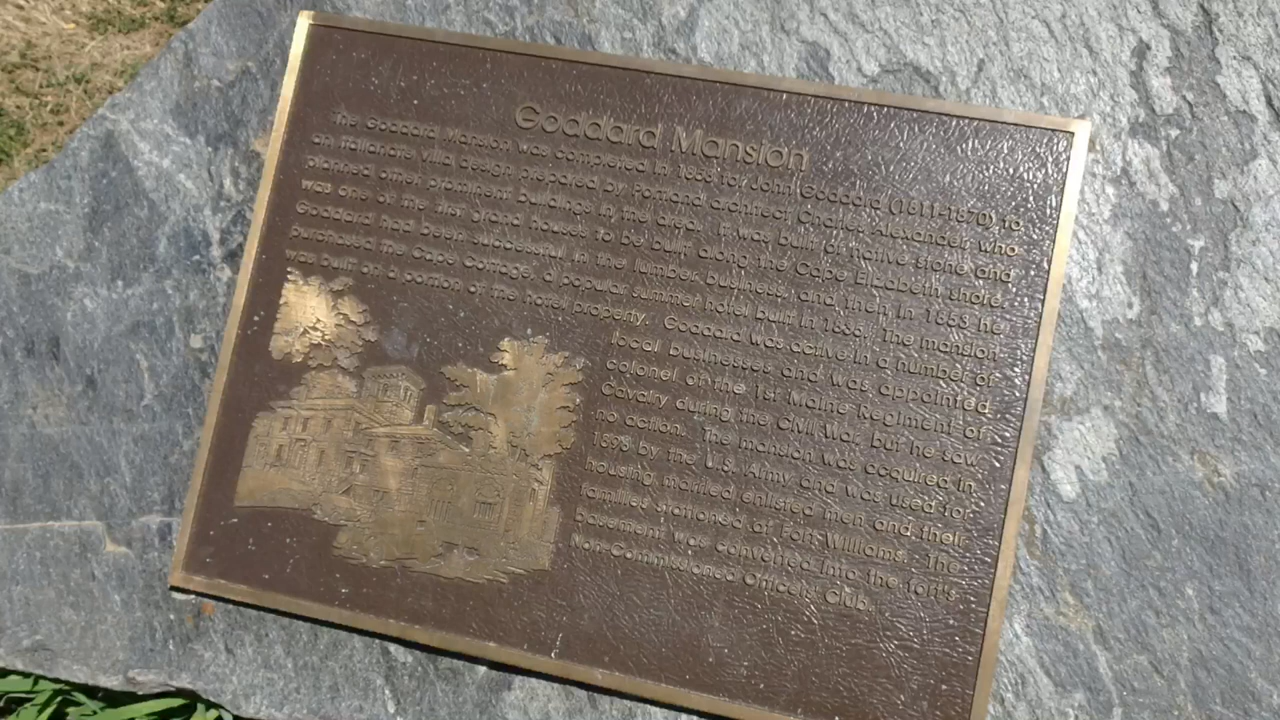 Goddard Mansion
The Goddard Mansion was completed in 1858 for John Goddard (1811-1870) to
an Italianate villa design prepared by Portland architect Charles Alexander who
planned other prominent buildings in the area. It was built of native stone and
was one of the first grand houses to be built along the Cape Elizabeth shore.
Goddard had been successful in the lumber business, and then in 1853 he
purchased the Cape Cottage, a popular summer hotel built in 1835. The mansion
was built on a portion of the hotel property. Goddard was active in a number of
local businesses and was appointed
colonel of the 1st Maine Regiment of
Cavalry during the Civil War, but he saw
no action. The mansion was acquired in
1898 by the U.S. Army and was used for
housing married enlisted men and their
families stationed at Fort Williams. The
basement was converted into the fort's
Non-Commissioned Officers' Club.